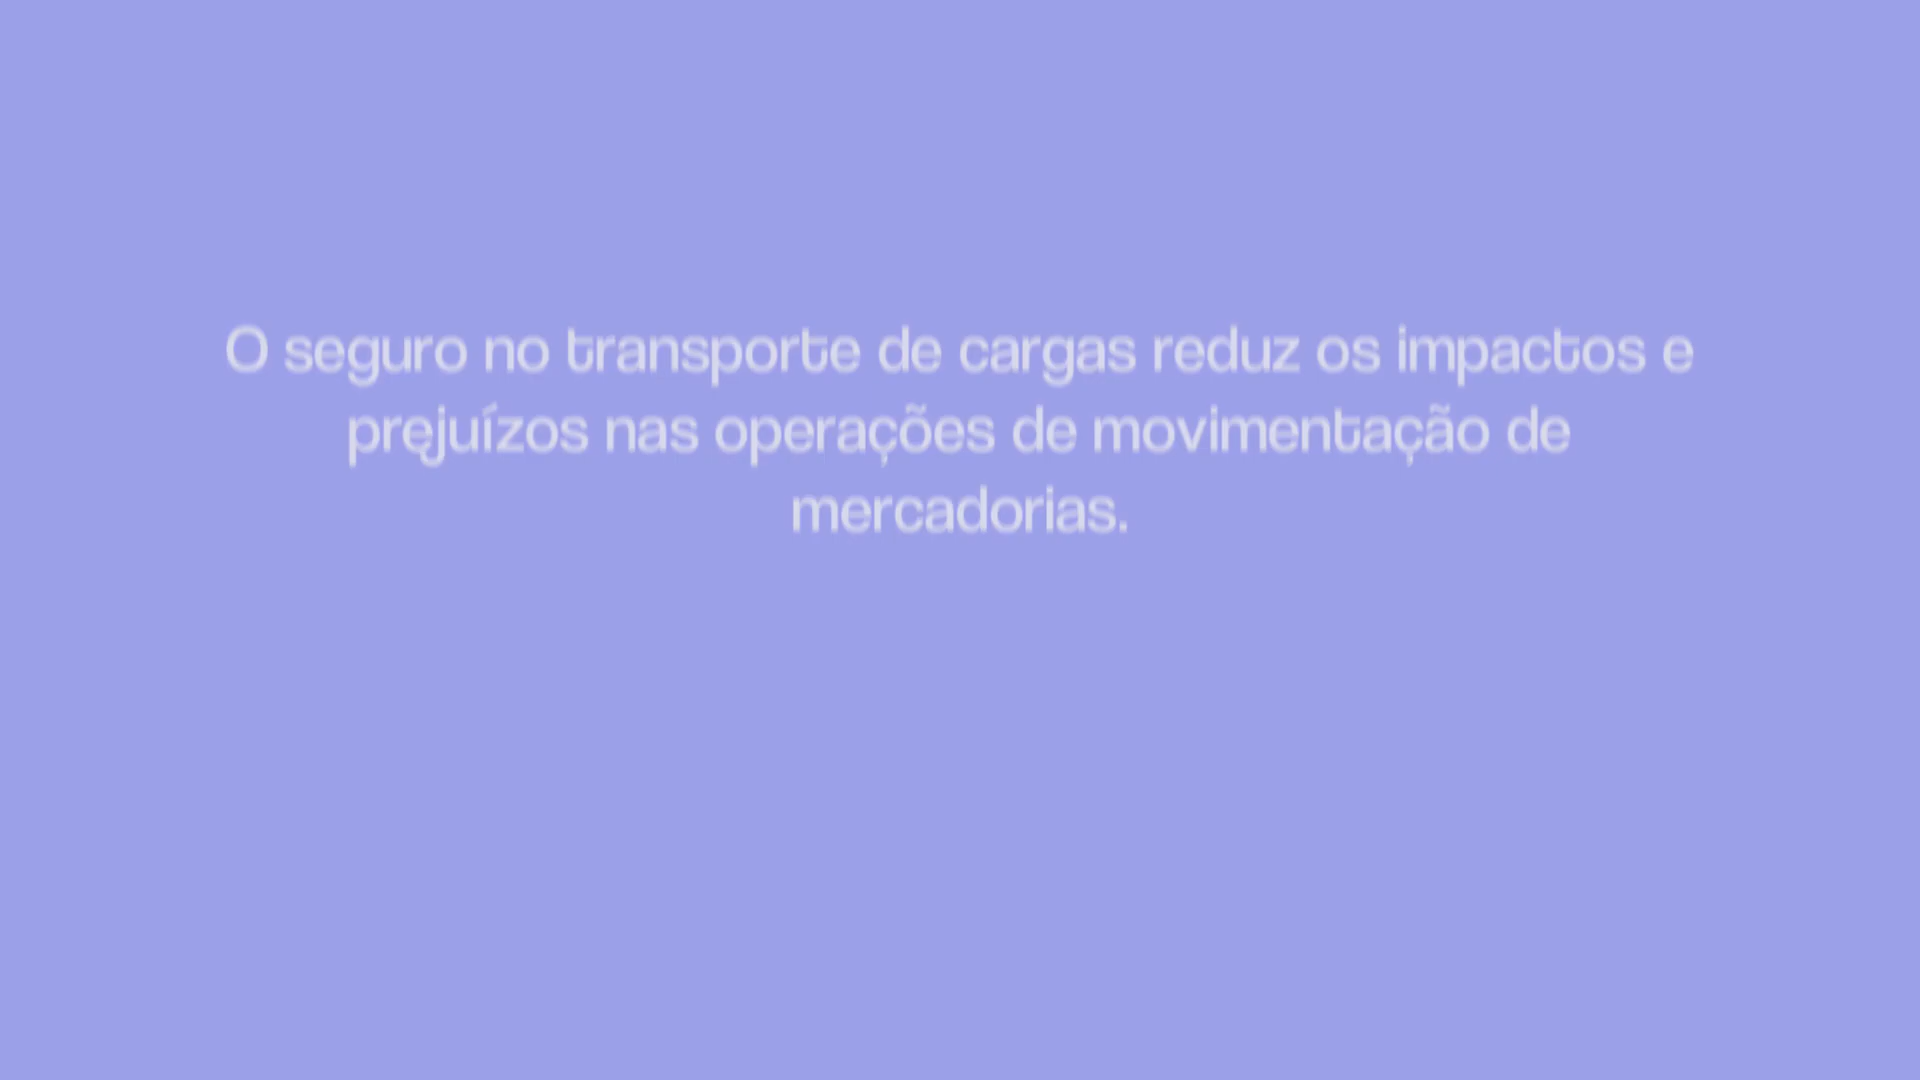 O seguro no transporte de cargas reduz os impactos e
prejuízos nas operações de movimentação de
mercadorias.